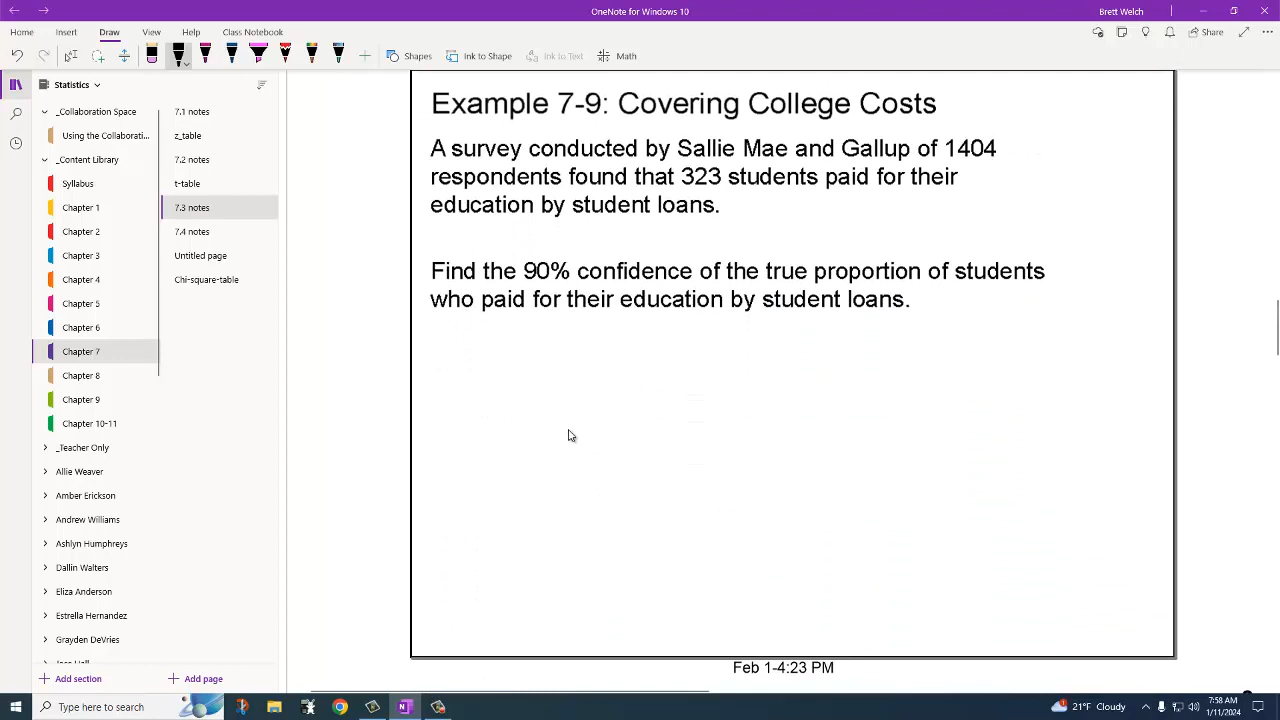 OneNote for Windows 10
Brett Welch
Home Insert Draw View Help Class Notebook
Share
Shapes Ink to Shape Ink to Text Math
Statistics
_Collaboration Space
Using the Collaborati...
_Content Library
Syllabus
Chapter 1
Chapter 2
Chapter 3
Chapter 4
Chapter 5
Chapter 6
Chapter 7
Chapter 8
Chapter 9
Chapter 10-11
_Teacher Only
Allie Weaver
Amber Erickson
Andrew Williams
Ashlyn Humphreys
Dallin Walters
Eliza Anderson
Estrella Hernandez
Grayden DeVries
Add section
7.1 notes
z_table
7.2 notes
t-table
7.3 notes
7.4 notes
Untitled page
Chi-square-table
Add page
Example 7-9: Covering College Costs
A survey conducted by Sallie Mae and Gallup of 1404
respondents found that 323 students paid for their
education by student loans.
Find the 90% confidence of the true proportion of students
who paid for their education by student loans.
Feb 1-4:23 PM
Type here to search
21°F Cloudy
7:58 AM
1/11/2024